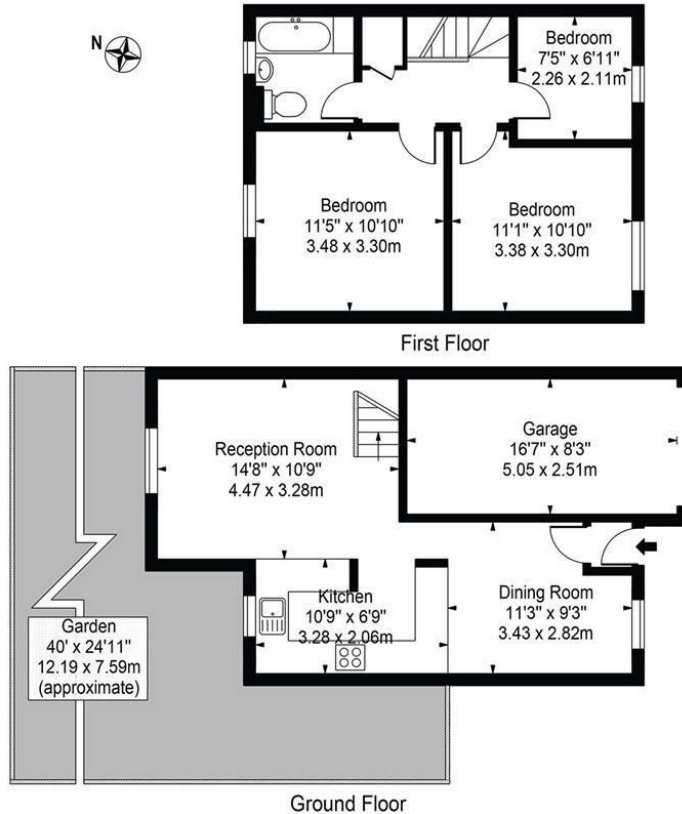 N
Bedroom
7'5" x 6'11"
2.26 x 2.11m
Bedroom
11'5" x 10'10"
3.48 x 3.30m
Bedroom
11'1" x 10'10"
3.38 x 3.30m
First Floor
Reception Room
14'8" x 10'9"
4.47 x 3.28m
Garage
16'7" x 8'3"
5.05 x 2.51m
Kitchen
10'9" x 6'9"
3.28 x 2.06m
Dining Room
11'3" x 9'3"
3.43 x 2.82m
Garden
40' x 24'11"
12.19 x 7.59m
(approximate)
Ground Floor